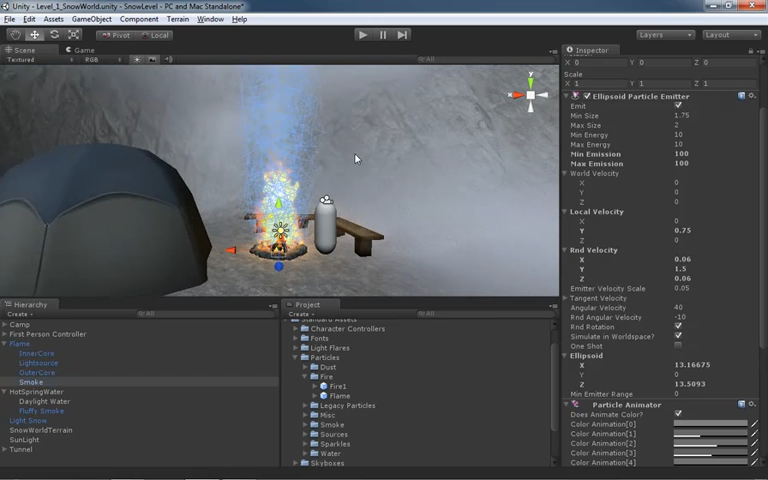 Unity - Level_1_SnowWorld.unity - SnowLevel - PC and Mac Standalone*
File Edit Assets GameObject Component Terrain Window Help
Pivot Local Layers Layout
Scene Game
Textured RGB All
y
x
Inspector
X 0 Y 0 Z 0
Scale
X 1 Y 1 Z 1
Ellipsoid Particle Emitter
Emit
Min Size 1.75
Max Size 2
Min Energy 10
Max Energy 10
Min Emission 100
Max Emission 100
World Velocity
X 0
Y 0
Z 0
Local Velocity
X 0
Y 0.75
Z 0
Rnd Velocity
X 0.06
Y 1.5
Z 0.06
Emitter Velocity Scale 0.05
Tangent Velocity
Angular Velocity 40
Rnd Angular Velocity -10
Rnd Rotation
Simulate in Worldspace?
One Shot
Ellipsoid
X 13.16675
Y 0
Z 13.5093
Min Emitter Range 0
Particle Animator
Does Animate Color?
Color Animation[0]
Color Animation[1]
Color Animation[2]
Color Animation[3]
Color Animation[4]
Hierarchy
Create All
Camp
First Person Controller
Flame
InnerCore
Lightsource
OuterCore
Smoke
HotSpringWater
Daylight Water
Fluffy Smoke
Light Snow
SnowWorldTerrain
SunLight
Tunnel
Project
Create All
Standard Assets
Character Controllers
Fonts
Light Flares
Particles
Dust
Fire
Fire1
Flame
Legacy Particles
Misc
Smoke
Sources
Sparkles
Water
Skyboxes